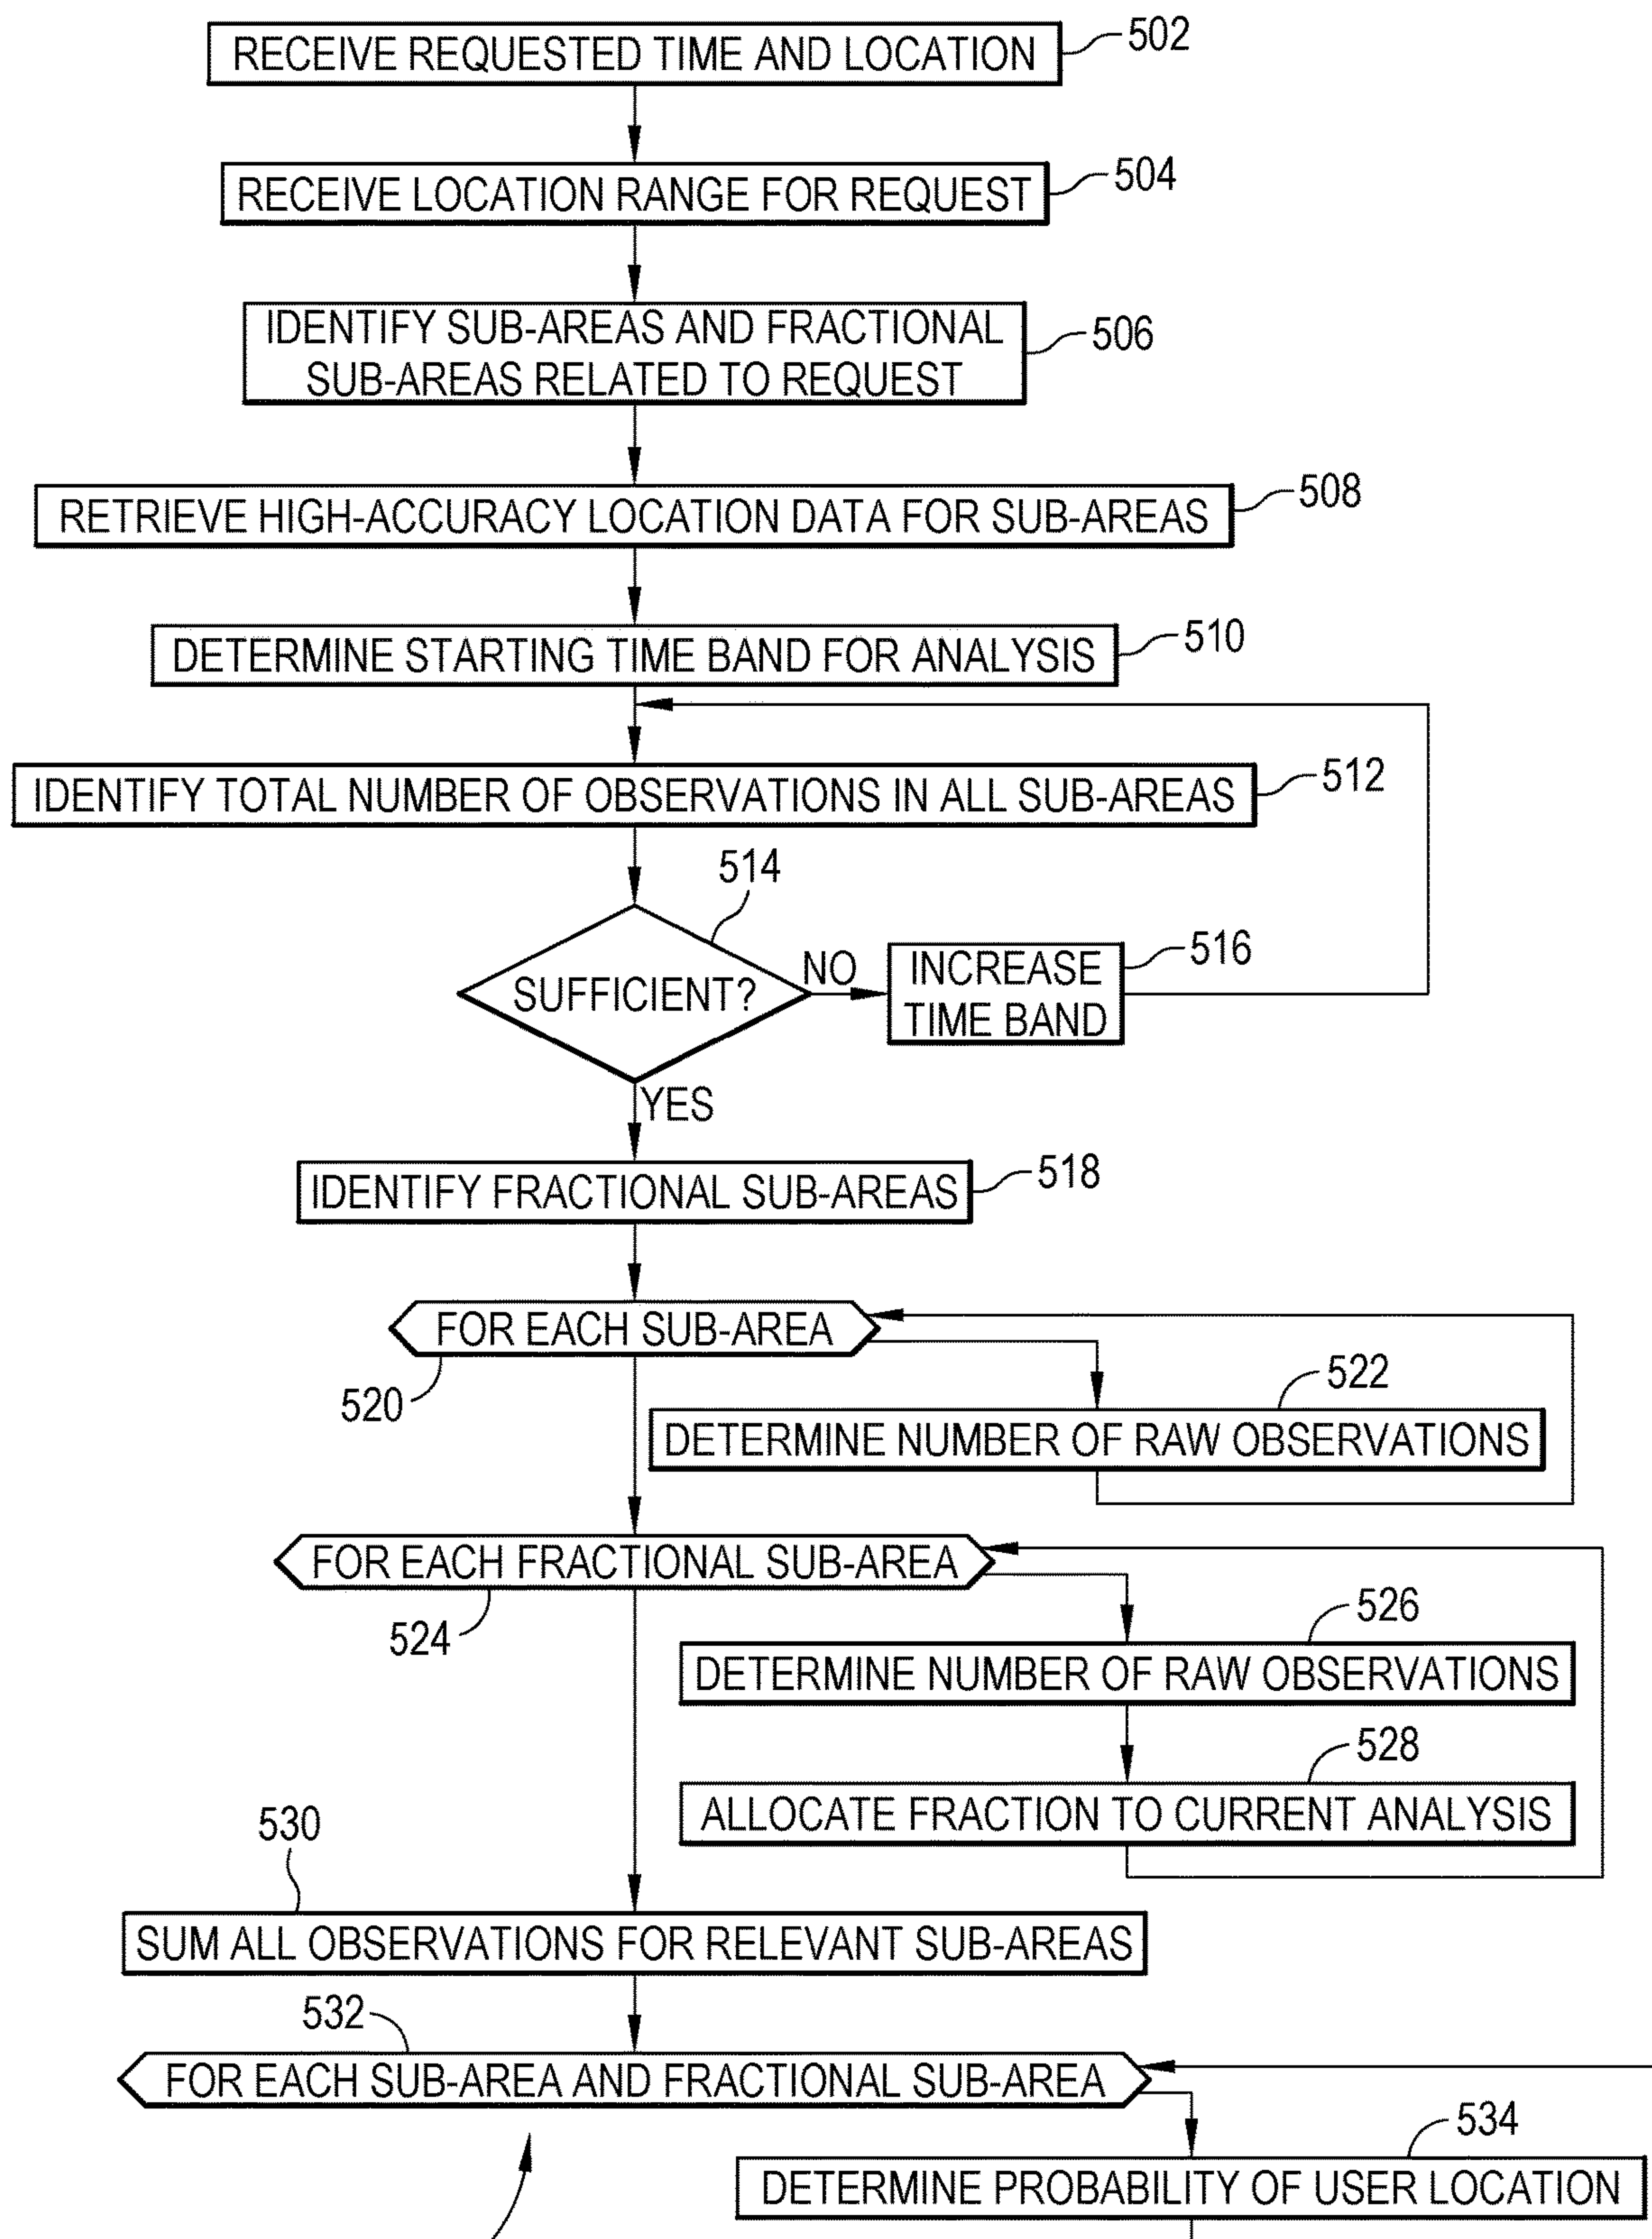 RECEIVE REQUESTED TIME AND LOCATION
502
RECEIVE LOCATION RANGE FOR REQUEST
504
IDENTIFY SUB-AREAS AND FRACTIONAL
SUB-AREAS RELATED TO REQUEST
506
RETRIEVE HIGH-ACCURACY LOCATION DATA FOR SUB-AREAS
508
DETERMINE STARTING TIME BAND FOR ANALYSIS
510
IDENTIFY TOTAL NUMBER OF OBSERVATIONS IN ALL SUB-AREAS
512
514
SUFFICIENT?
NO
INCREASE
TIME BAND
516
YES
IDENTIFY FRACTIONAL SUB-AREAS
518
FOR EACH SUB-AREA
520
522
DETERMINE NUMBER OF RAW OBSERVATIONS
FOR EACH FRACTIONAL SUB-AREA
524
526
DETERMINE NUMBER OF RAW OBSERVATIONS
528
ALLOCATE FRACTION TO CURRENT ANALYSIS
530
SUM ALL OBSERVATIONS FOR RELEVANT SUB-AREAS
532
FOR EACH SUB-AREA AND FRACTIONAL SUB-AREA
534
DETERMINE PROBABILITY OF USER LOCATION